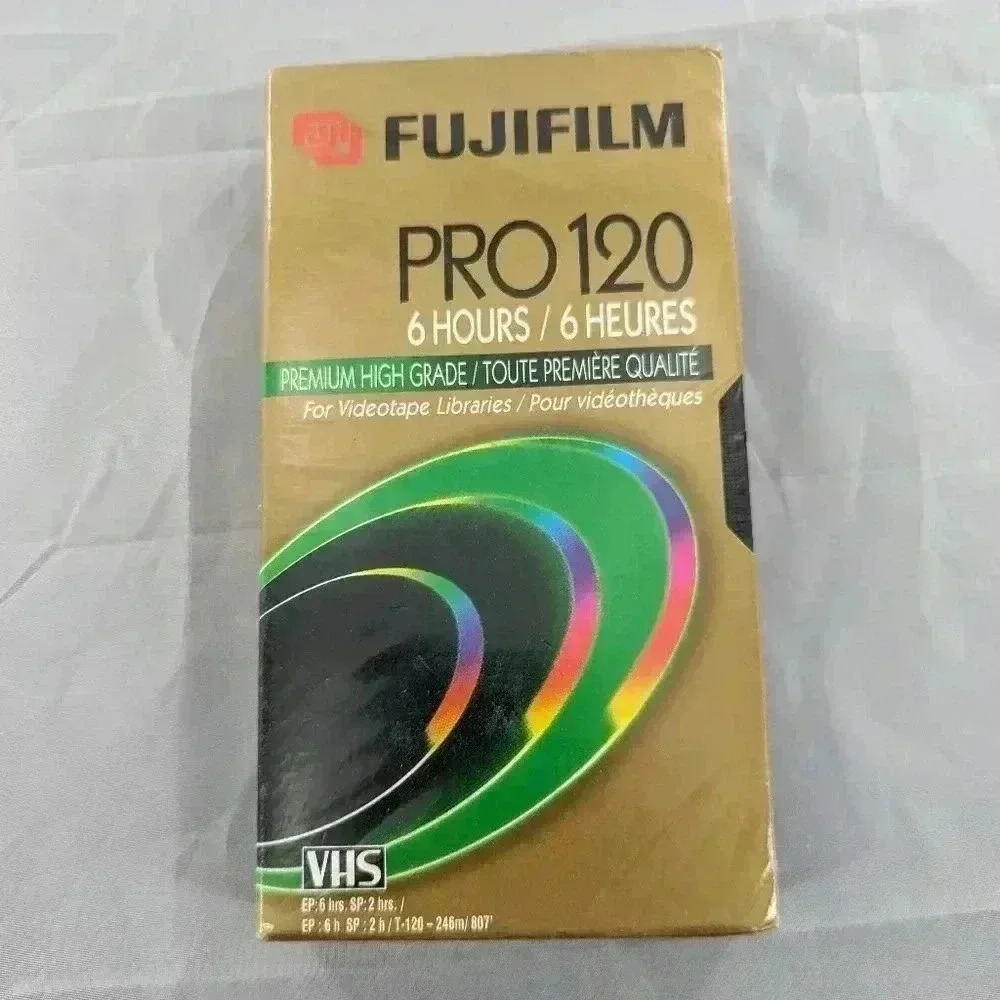 FUJIFILM
PRO 120
6 HOURS / 6 HEURES
PREMIUM HIGH GRADE / TOUTE PREMIÈRE QUALITÉ
For Videotape Libraries / Pour vidéothèques
VHS
EP: 6 hrs. SP: 2 hrs. /
EP : 6 h SP : 2 h / T-120 - 246m/ 807'